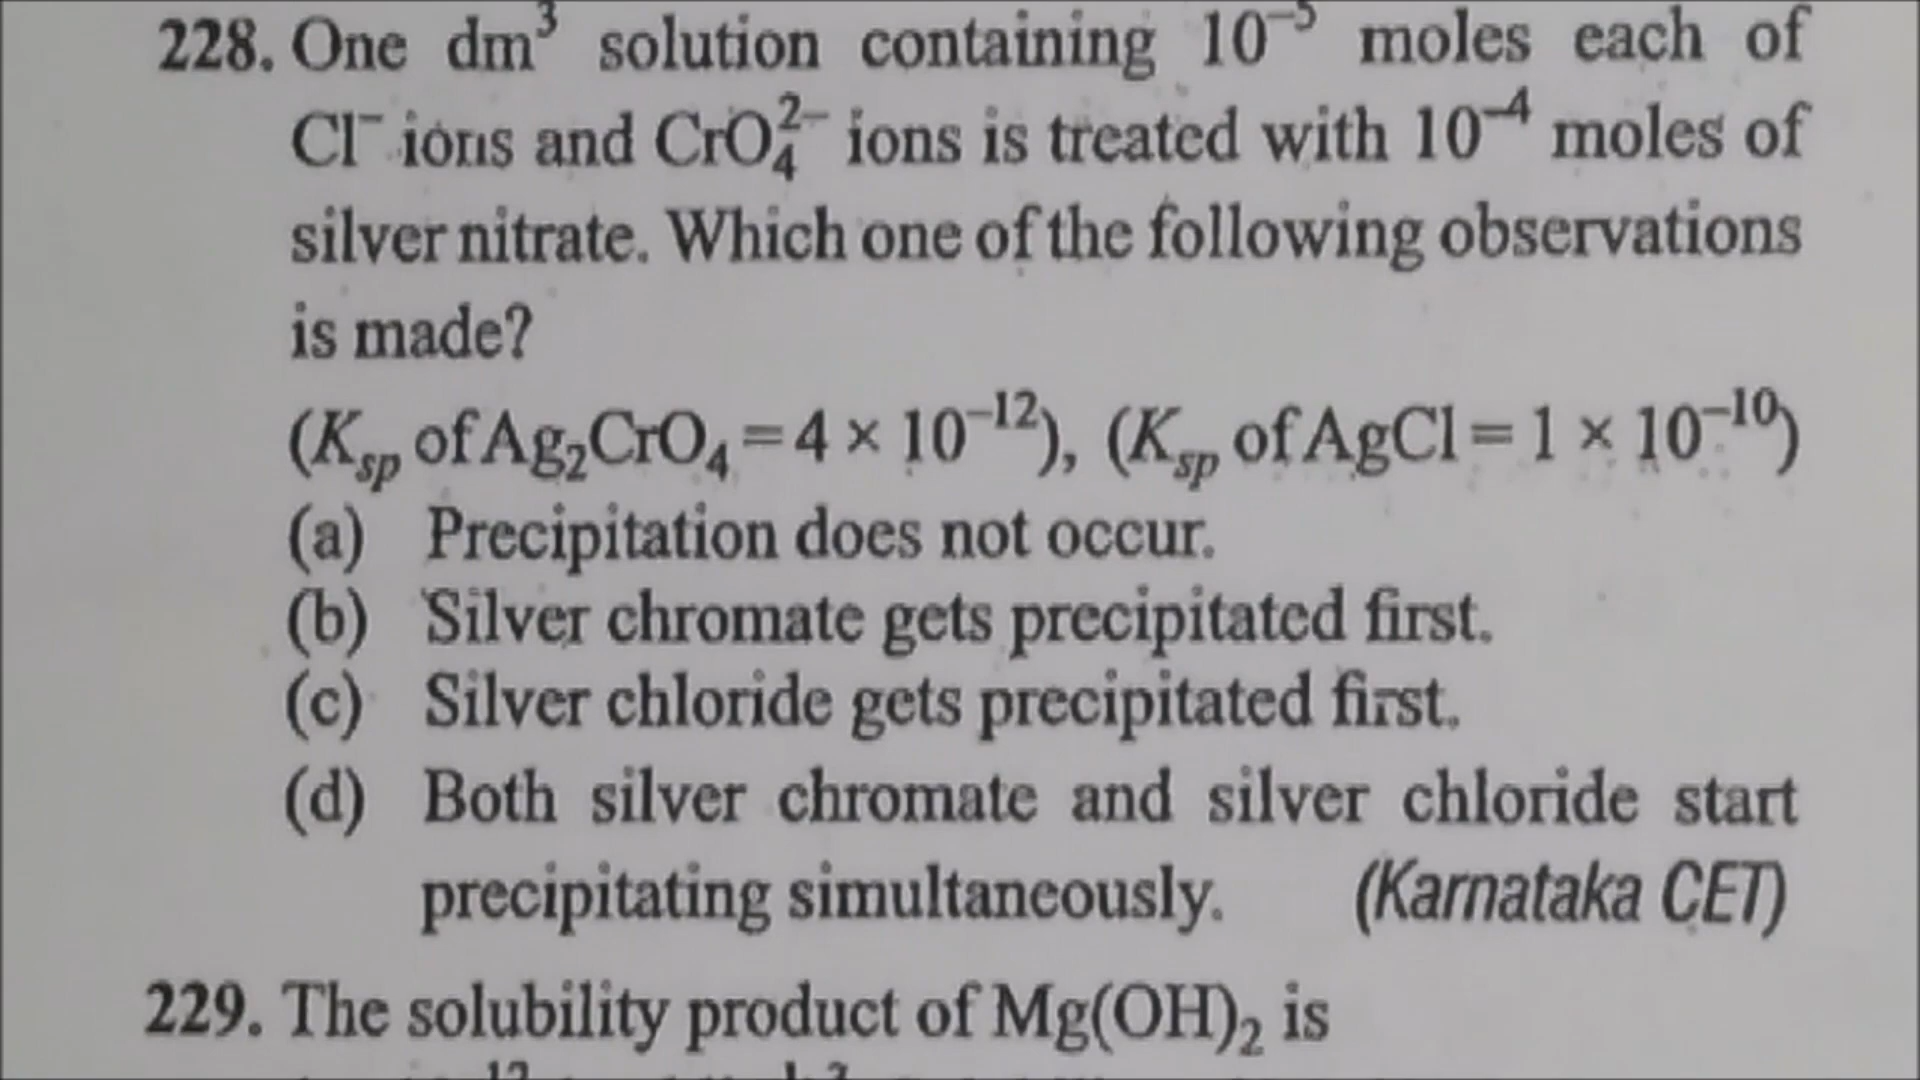 228. One dm³ solution containing 10⁻⁵ moles each of
Cl⁻ ions and CrO₄²⁻ ions is treated with 10⁻⁴ moles of
silver nitrate. Which one of the following observations
is made?
(Kₛₚ of Ag₂CrO₄ = 4 × 10⁻¹²), (Kₛₚ of AgCl = 1 × 10⁻¹⁰)
(a) Precipitation does not occur.
(b) Silver chromate gets precipitated first.
(c) Silver chloride gets precipitated first.
(d) Both silver chromate and silver chloride start
precipitating simultaneously. (Karnataka CET)
229. The solubility product of Mg(OH)₂ is